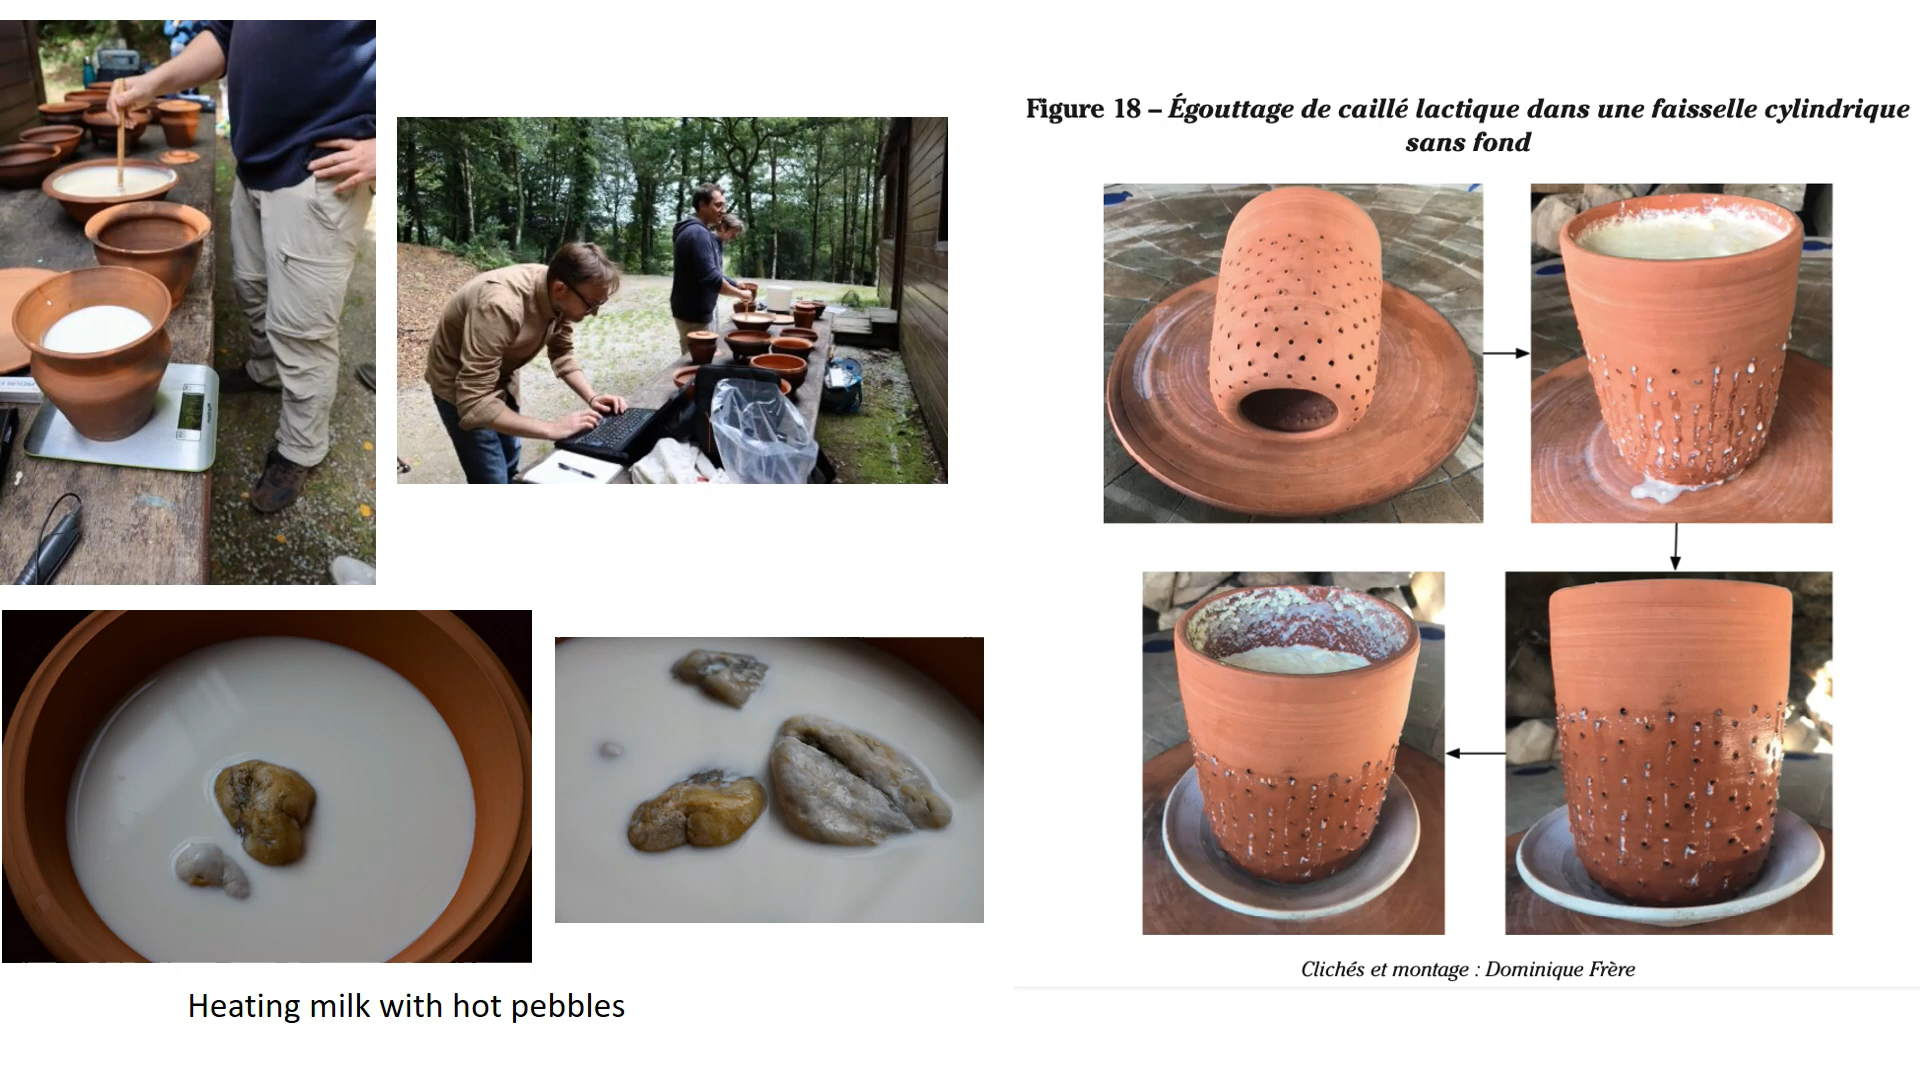 Figure 18 – Égouttage de caillé lactique dans une faisselle cylindrique
sans fond
Clichés et montage : Dominique Frère
Heating milk with hot pebbles